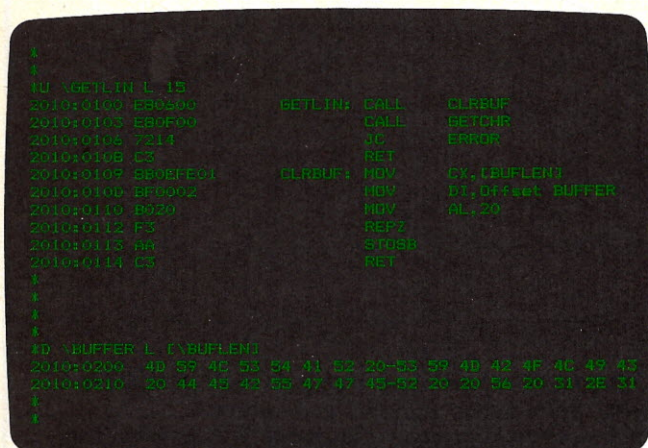 *
*
*U \GETLIN L 15
2010:0100 E80600 GETLIN: CALL CLRBUF
2010:0103 E80F00 CALL GETCHR
2010:0106 7214 JC ERROR
2010:0108 C3 RET
2010:0109 8B0EFE01 CLRBUF: MOV CX,[BUFLEN]
2010:010D BF0002 MOV DI,Offset BUFFER
2010:0110 B020 MOV AL,20
2010:0112 F3 REPZ
2010:0113 AA STOSB
2010:0114 C3 RET
*
*
*
*
*D \BUFFER L [\BUFLEN]
2010:0200 4D 59 4C 53 54 41 52 20-53 59 4D 42 4F 4C 49 43
2010:0210 20 44 45 42 55 47 47 45-52 20 20 56 20 31 2E 31
*
*